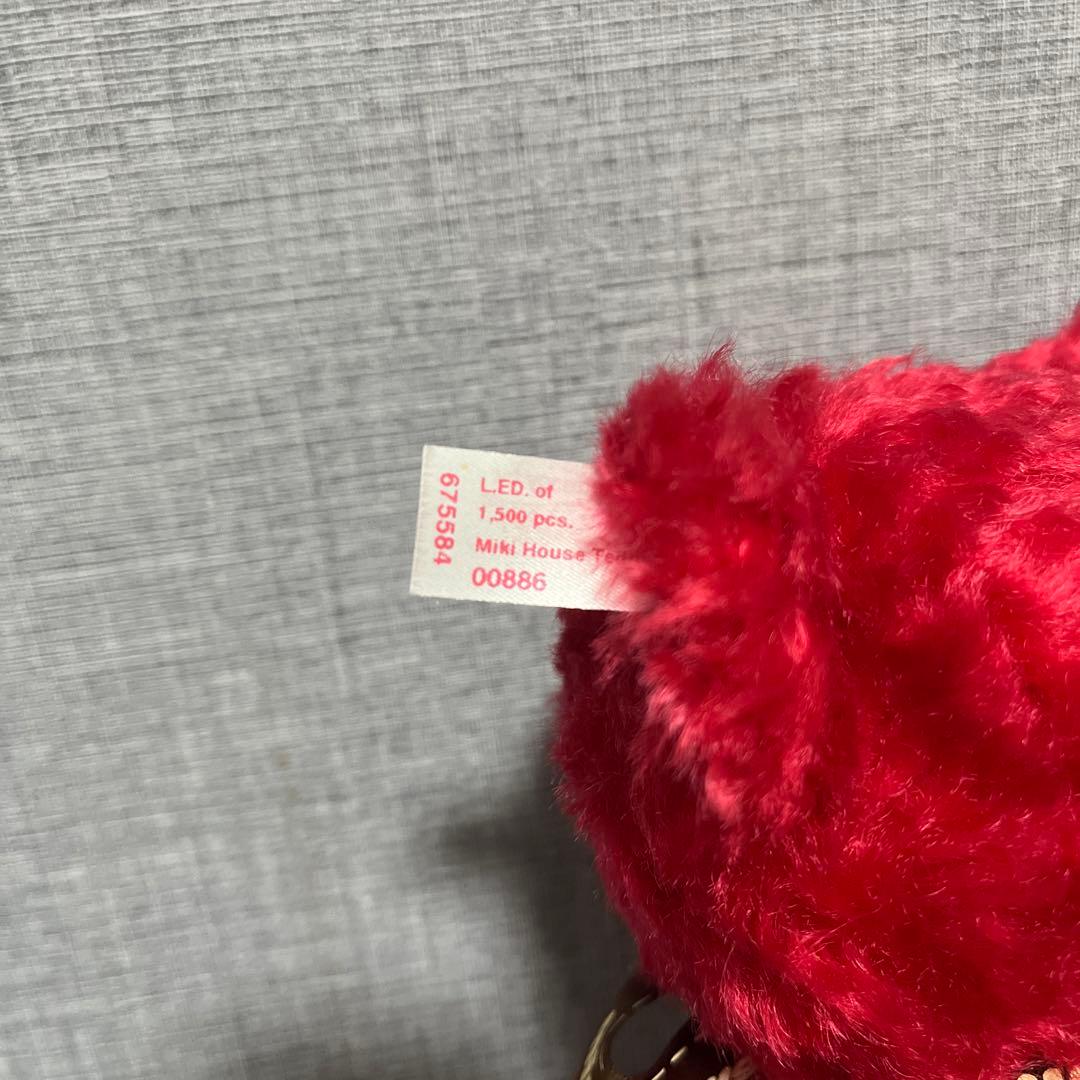 675584
L.ED. of
1,500 pcs.
Miki House
00886